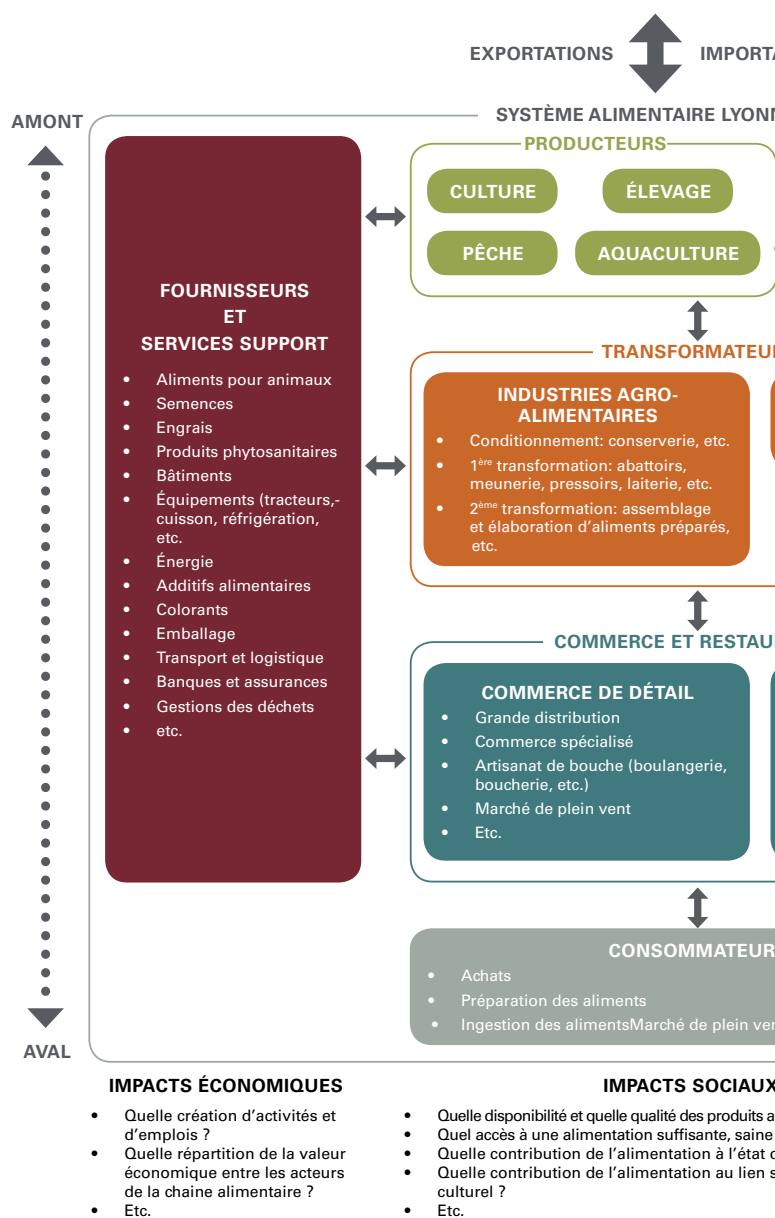 EXPORTATIONS
AMONT
SYSTÈME ALIMENTAIRE
PRODUCTEURS
CULTURE
ÉLEVAGE
PÊCHE
AQUACULTURE
FOURNISSEURS
ET
SERVICES SUPPORT
• Aliments pour animaux
• Semences
• Engrais
• Produits phytosanitaires
• Bâtiments
• Équipements (tracteurs,-
cuisson, réfrigération,
etc.
• Énergie
• Additifs alimentaires
• Colorants
• Emballage
• Transport et logistique
• Banques et assurances
• Gestions des déchets
• etc.
INDUSTRIES AGRO-
ALIMENTAIRES
• Conditionnement: conserverie, etc.
• 1ère transformation: abattoirs,
meunerie, pressoirs, laiterie, etc.
• 2ème transformation: assemblage
et élaboration d’aliments préparés,
etc.
COMMERCE ET
COMMERCE DE DÉTAIL
• Grande distribution
• Commerce spécialisé
• Artisanat de bouche (boulangerie,
boucherie, etc.)
• Marché de plein vent
• Etc.
CONSOMMATEUR
• Achats
• Préparation des aliments
• Ingestion des alimentsMarché de plein
AVAL
IMPACTS ÉCONOMIQUES
• Quelle création d’activités et
d’emplois ?
• Quelle répartition de la valeur
économique entre les acteurs
de la chaine alimentaire ?
• Etc.
IMPACTS SOCIAUX
• Quelle disponibilité et quelle qualité des produits
• Quel accès à une alimentation suffisante, saine
• Quelle contribution de l’alimentation à l’état
• Quelle contribution de l’alimentation au lien
culturel ?
• Etc.